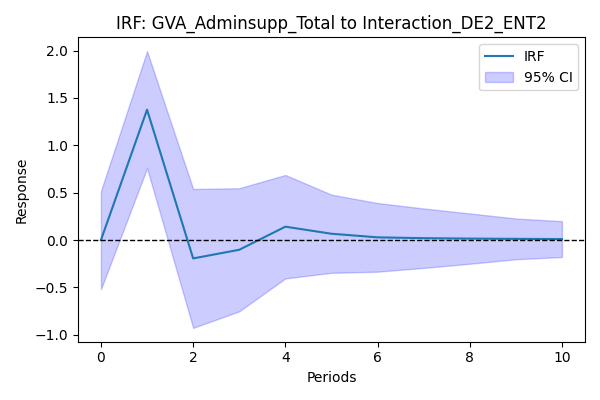 IRF: GVA_Adminsupp_Total to Interaction_DE2_ENT2
IRF
95% CI
2.0
1.5
1.0
0.5
0.0
−0.5
−1.0
Response
0
2
4
6
8
10
Periods